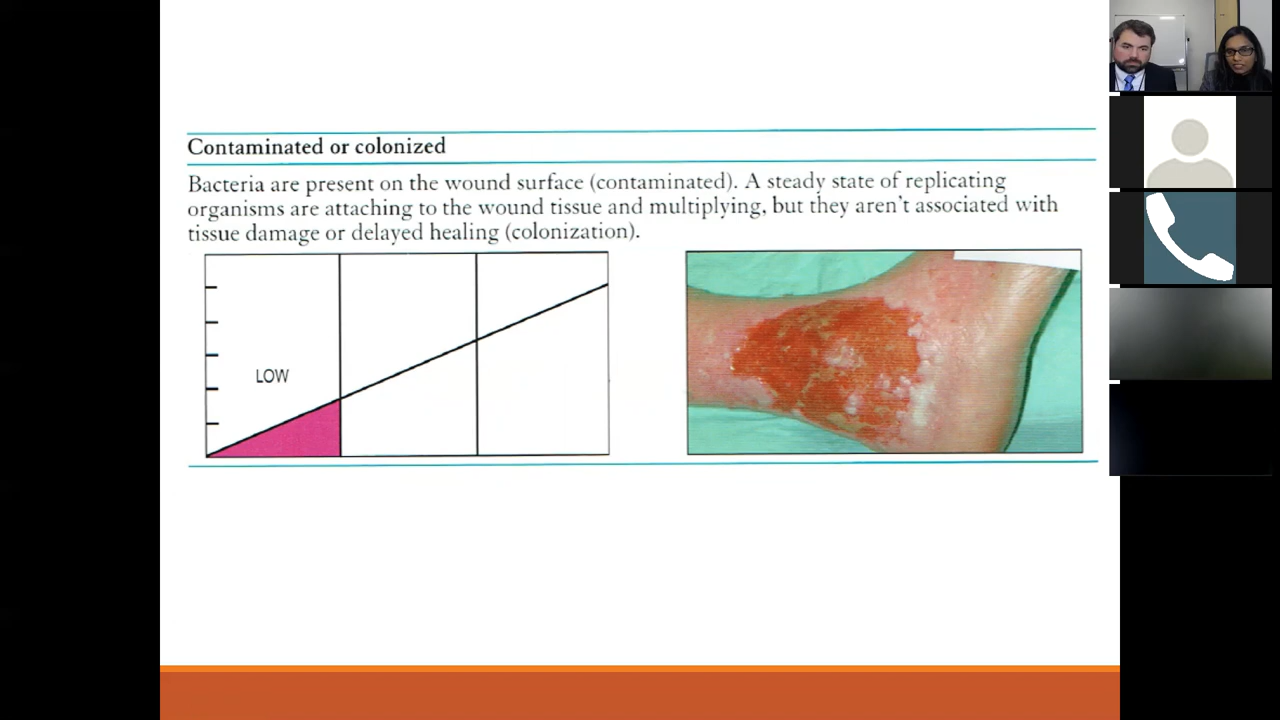 Contaminated or colonized
Bacteria are present on the wound surface (contaminated). A steady state of replicating
organisms are attaching to the wound tissue and multiplying, but they aren't associated with
tissue damage or delayed healing (colonization).
LOW